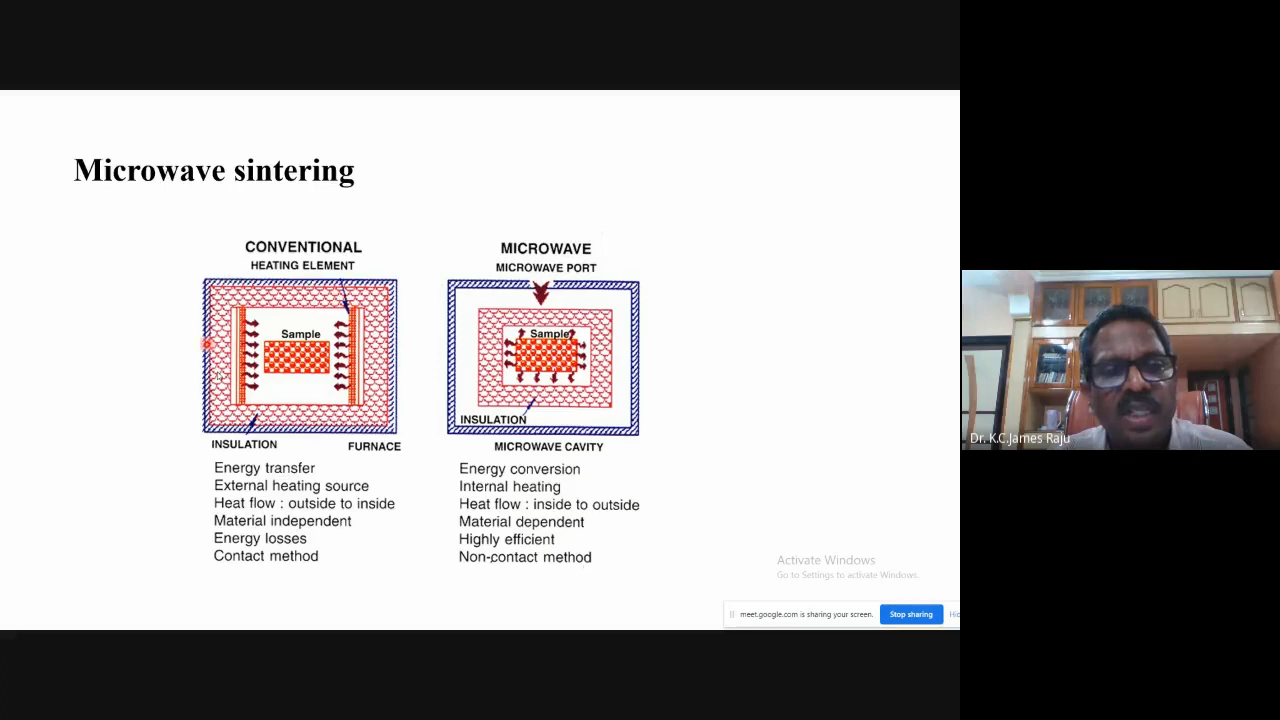 Microwave sintering
CONVENTIONAL
HEATING ELEMENT
Sample
INSULATION
FURNACE
Energy transfer
External heating source
Heat flow : outside to inside
Material independent
Energy losses
Contact method
MICROWAVE
MICROWAVE PORT
Sample
INSULATION
MICROWAVE CAVITY
Energy conversion
Internal heating
Heat flow : inside to outside
Material dependent
Highly efficient
Non-contact method
Activate Windows
Go to Settings to activate Windows.
meet.google.com is sharing your screen.
Stop sharing
Dr. K.C.James Raju